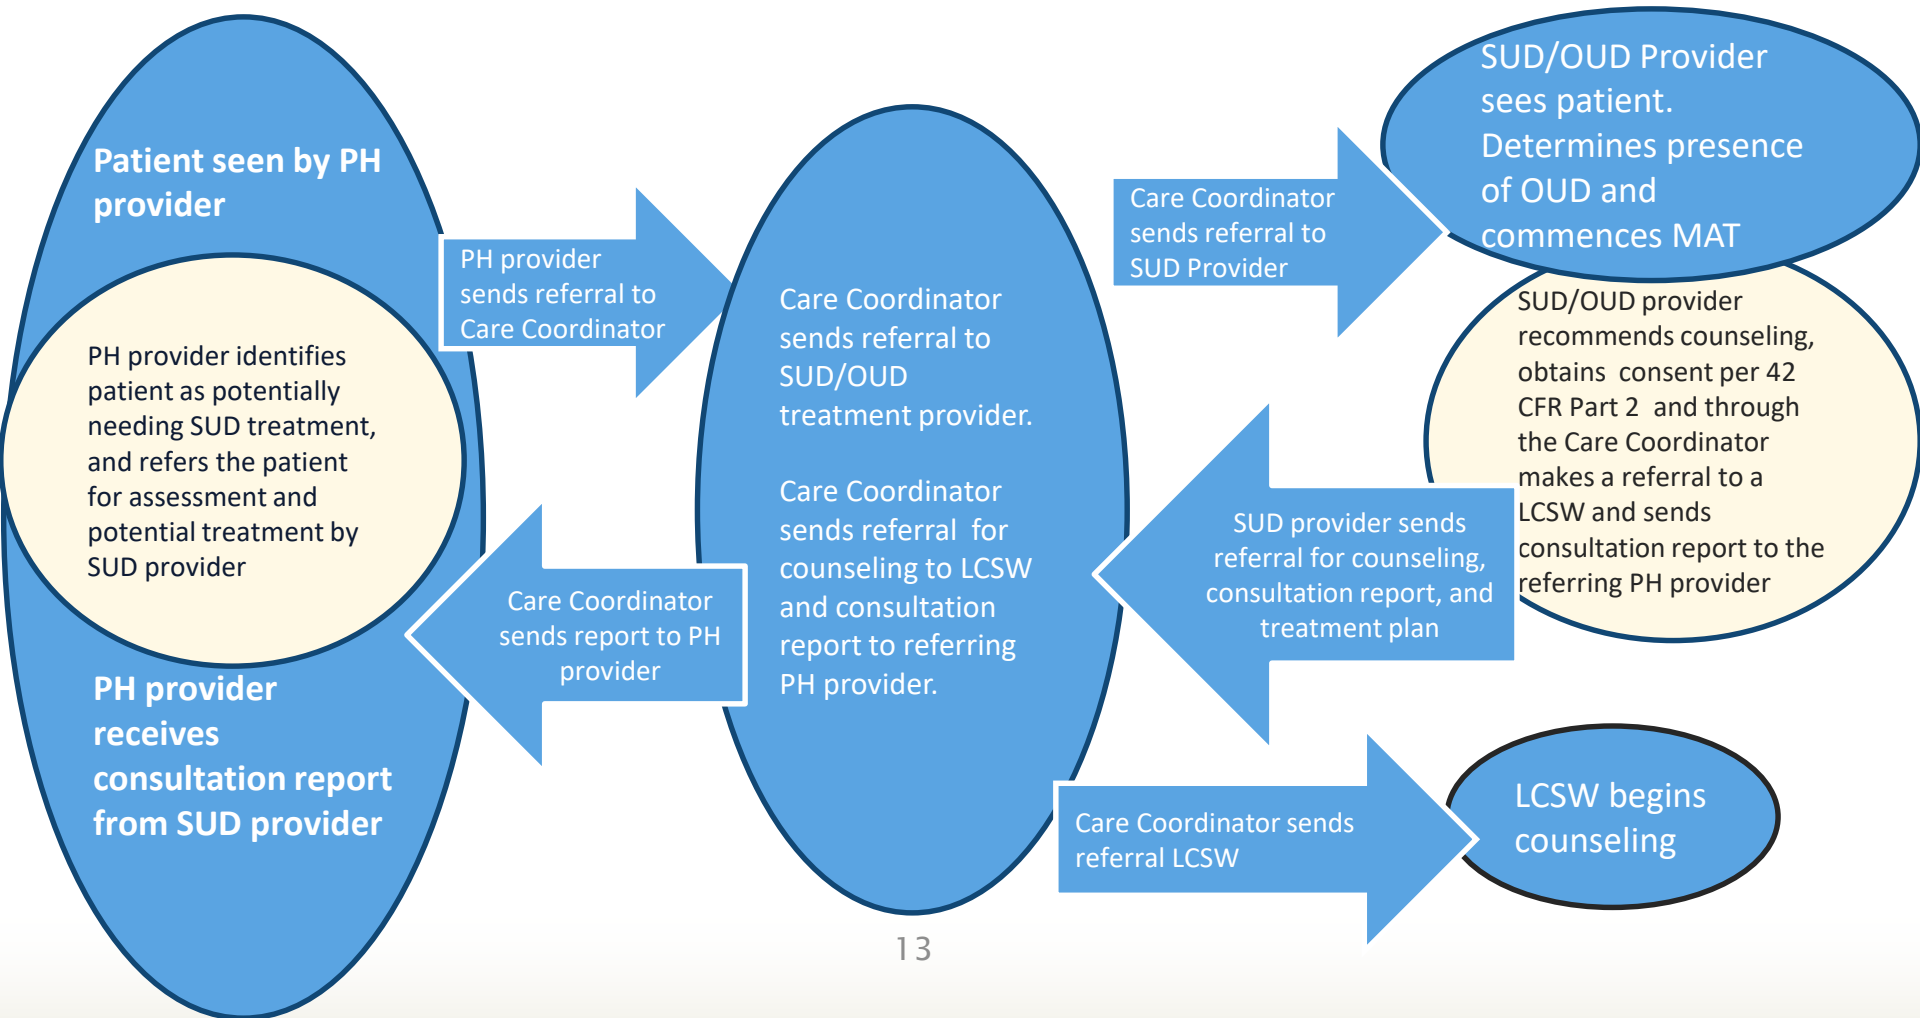 Patient seen by PH
provider
PH provider identifies
patient as potentially
needing SUD treatment,
and refers the patient
for assessment and
potential treatment by
SUD provider
PH provider
receives
consultation report
from SUD provider
PH provider
sends referral to
Care Coordinator
Care Coordinator
sends report to PH
provider
Care Coordinator
sends referral to
SUD/OUD
treatment provider.
Care Coordinator
sends referral for
counseling to LCSW
and consultation
report to referring
PH provider.
Care Coordinator
sends referral to
SUD Provider
SUD/OUD Provider
sees patient.
Determines presence
of OUD and
commences MAT
SUD/OUD provider
recommends counseling,
obtains consent per 42
CFR Part 2 and through
the Care Coordinator
makes a referral to a
LCSW and sends
consultation report to the
referring PH provider
SUD provider sends
referral for counseling,
consultation report, and
treatment plan
Care Coordinator sends
referral LCSW
LCSW begins
counseling
13